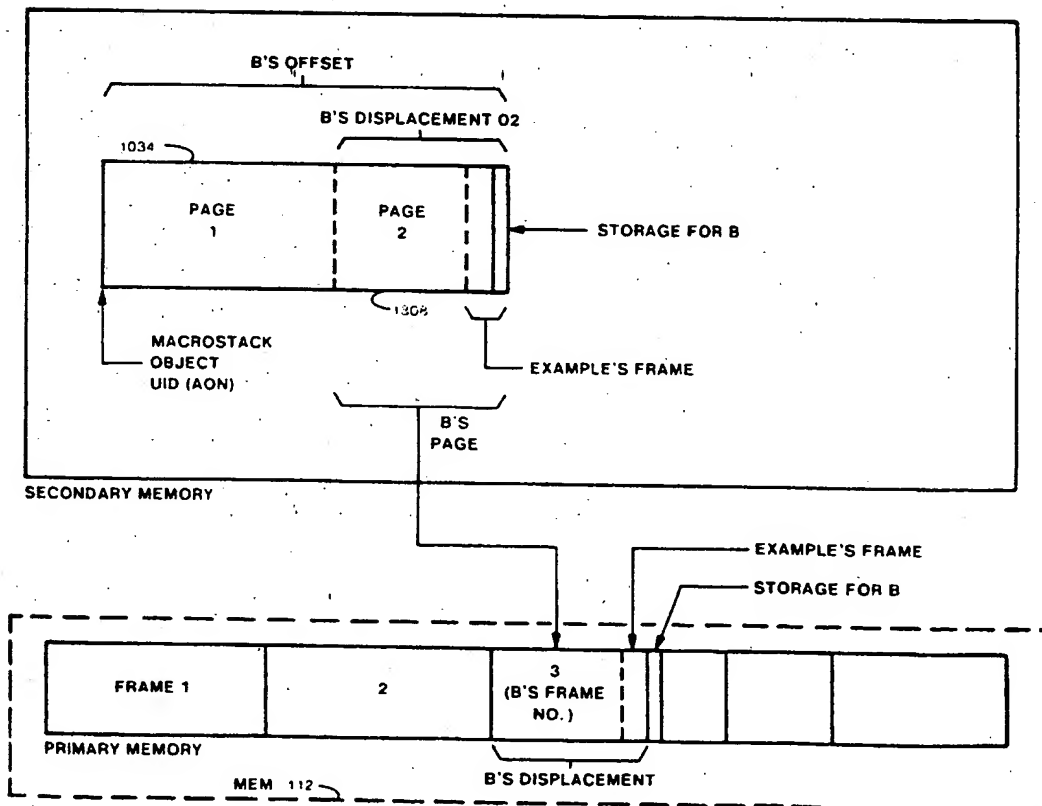 B'S OFFSET
B'S DISPLACEMENT O2
1034
PAGE
1
PAGE
2
STORAGE FOR B
1308
MACROSTACK
OBJECT
UID (AON)
EXAMPLE'S FRAME
B'S
PAGE
SECONDARY MEMORY
EXAMPLE'S FRAME
STORAGE FOR B
FRAME 1
2
3
(B'S FRAME
NO.)
PRIMARY MEMORY
B'S DISPLACEMENT
MEM 112